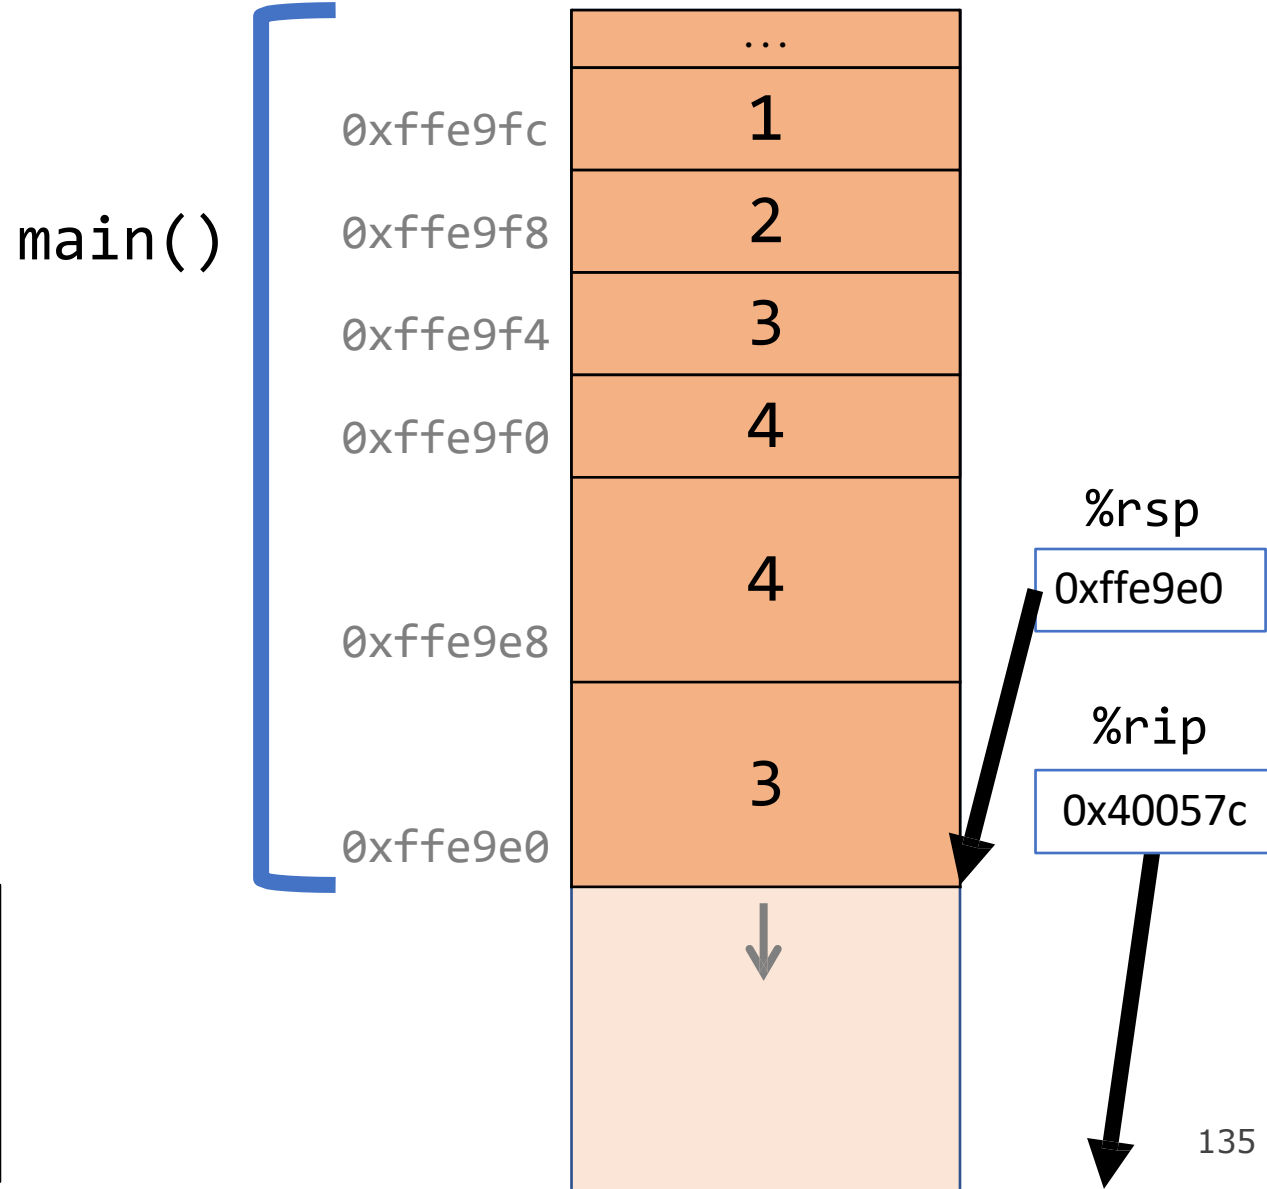 ...
0xffe9fc 1
main() 0xffe9f8 2
0xffe9f4 3
0xffe9f0 4
%rsp
4 0xffe9e0
0xffe9e8
%rip
3 0x40057c
0xffe9e0
135